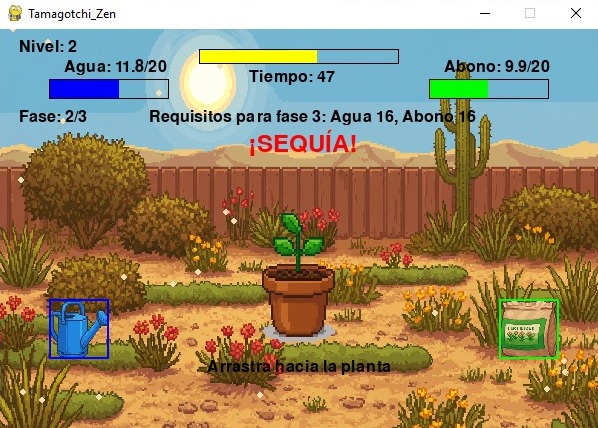 Tamagotchi_Zen
Nivel: 2
Agua: 11.8/20
Tiempo: 47
Abono: 9.9/20
Fase: 2/3
Requisitos para fase 3: Agua 16, Abono 16
¡SEQUÍA!
Arrastra hacia la planta